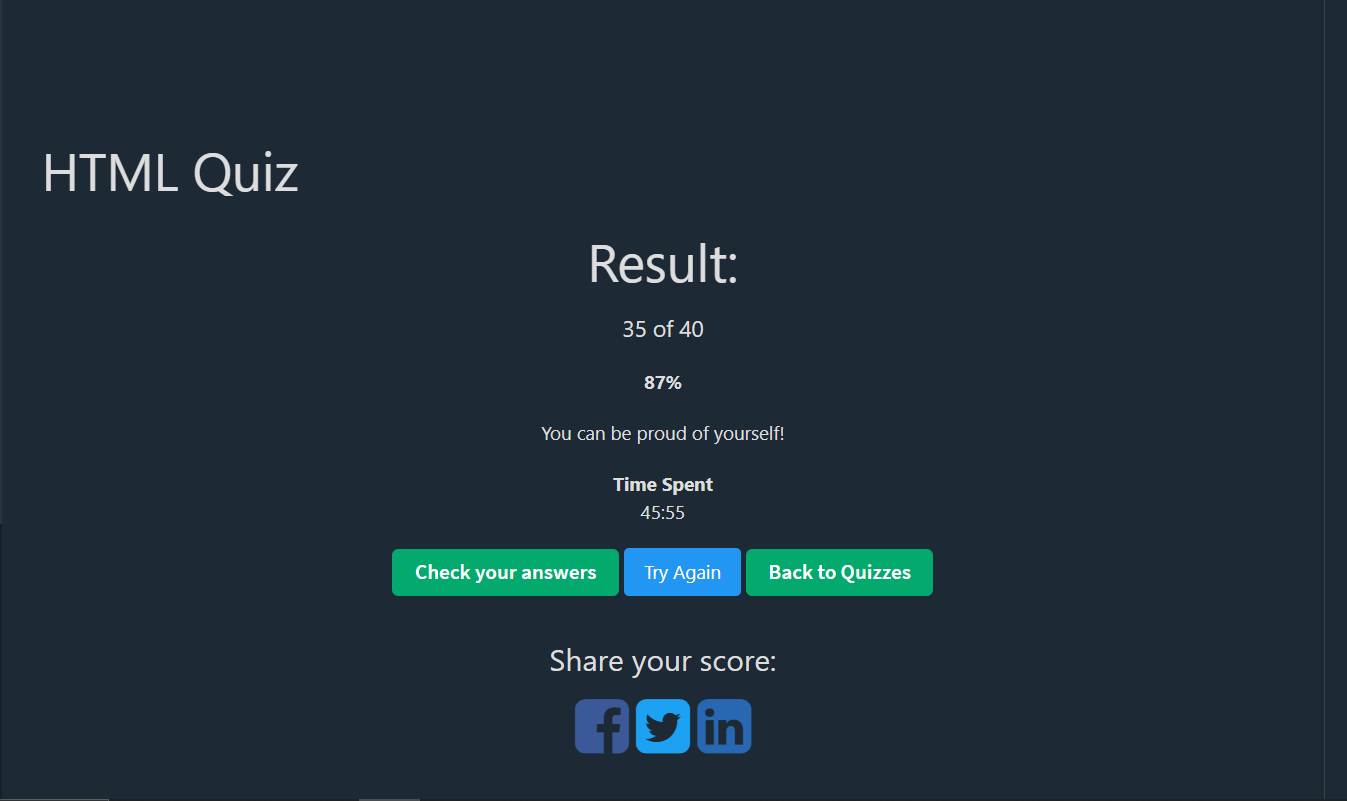 HTML Quiz
Result:
35 of 40
87%
You can be proud of yourself!
Time Spent
45:55
Check your answers Try Again Back to Quizzes
Share your score: